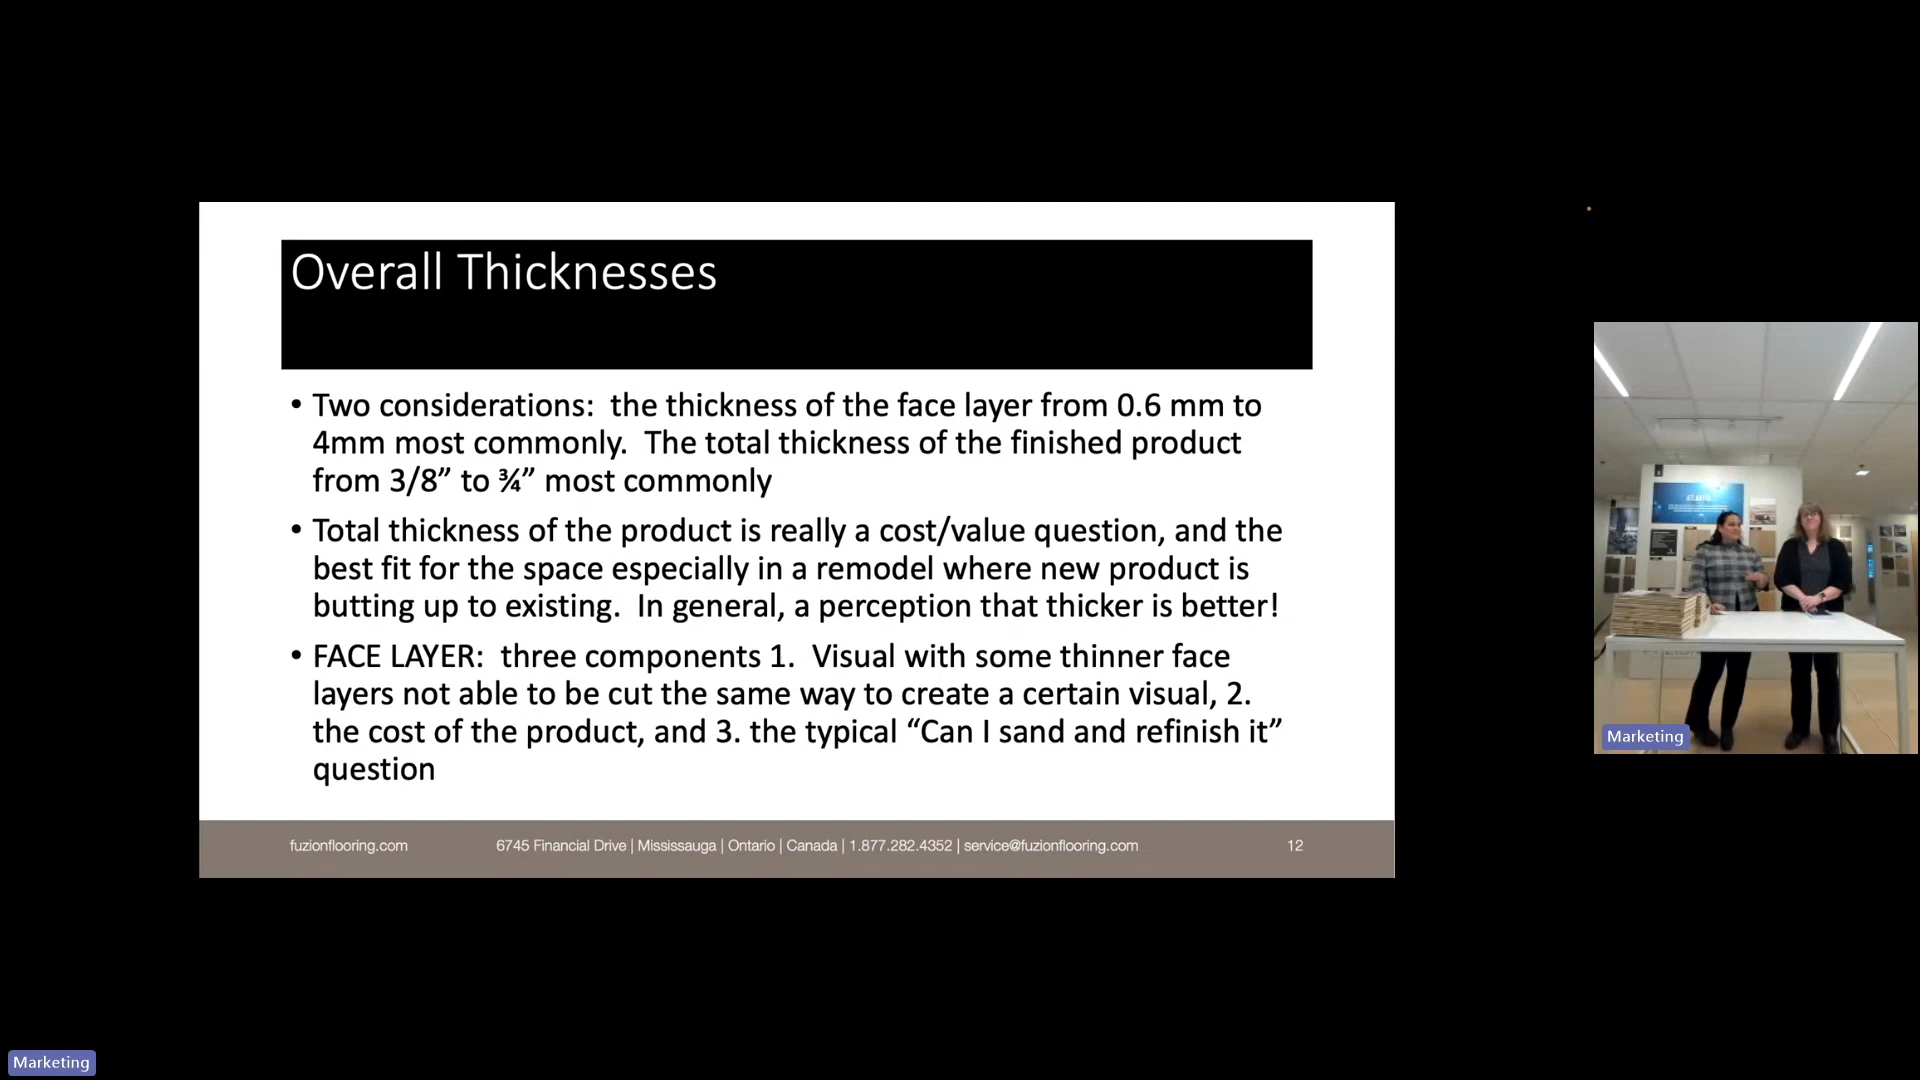 Overall Thicknesses
• Two considerations:  the thickness of the face layer from 0.6 mm to
4mm most commonly.  The total thickness of the finished product
from 3/8” to ¾” most commonly
• Total thickness of the product is really a cost/value question, and the
best fit for the space especially in a remodel where new product is
butting up to existing.  In general, a perception that thicker is better!
• FACE LAYER:  three components 1.  Visual with some thinner face
layers not able to be cut the same way to create a certain visual, 2.
the cost of the product, and 3. the typical “Can I sand and refinish it”
question
fuzionflooring.com 6745 Financial Drive | Mississauga | Ontario | Canada | 1.877.282.4352 | service@fuzionflooring.com 12
Marketing
Marketing